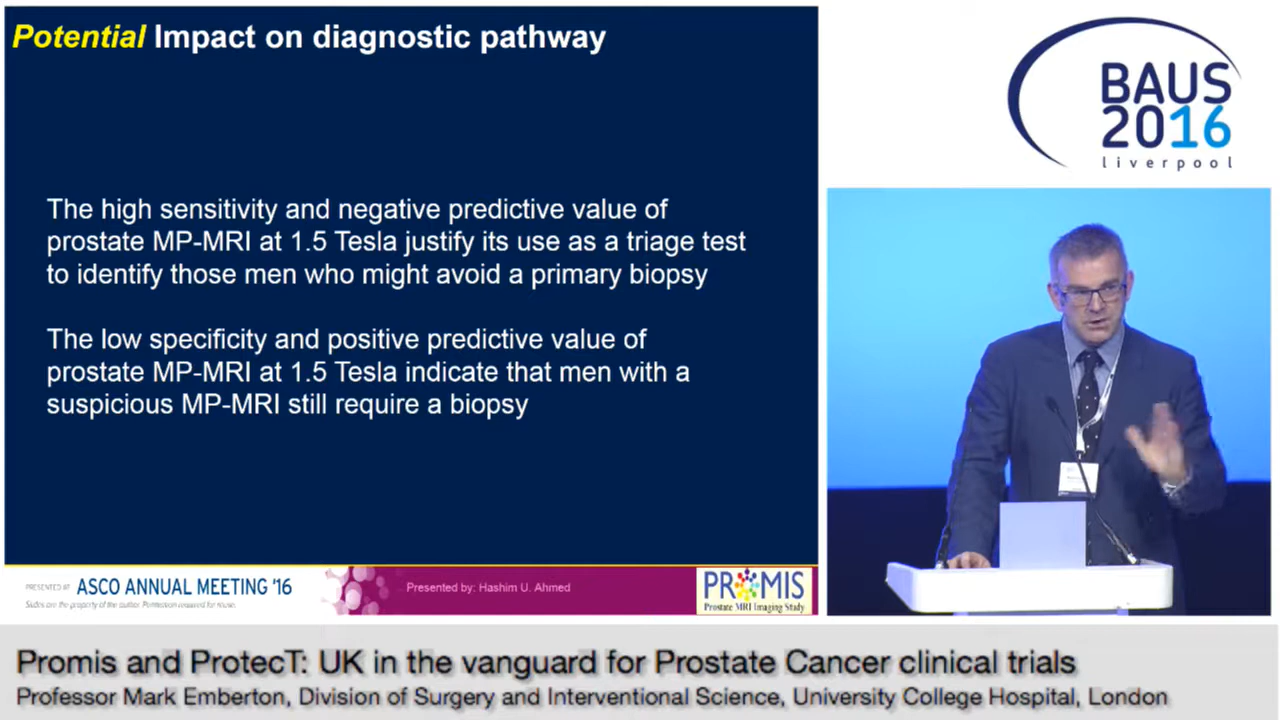 Potential Impact on diagnostic pathway
The high sensitivity and negative predictive value of
prostate MP-MRI at 1.5 Tesla justify its use as a triage test
to identify those men who might avoid a primary biopsy
The low specificity and positive predictive value of
prostate MP-MRI at 1.5 Tesla indicate that men with a
suspicious MP-MRI still require a biopsy
PRESENTED AT ASCO ANNUAL MEETING '16
Slides are the property of the author. Permission required for reuse.
Presented by: Hashim U. Ahmed
PROMIS
Prostate MRI Imaging Study
BAUS
2016
liverpool
Promis and ProtecT: UK in the vanguard for Prostate Cancer clinical trials
Professor Mark Emberton, Division of Surgery and Interventional Science, University College Hospital, London